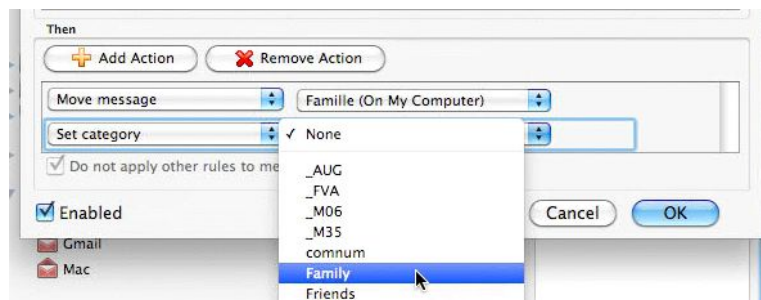 Then
Add Action Remove Action
Move message Famille (On My Computer)
Set category ✓ None
Do not apply other rules to me
_AUG
_FVA
Enabled _M06 Cancel OK
_M35
Gmail comnum
Mac Family
Friends